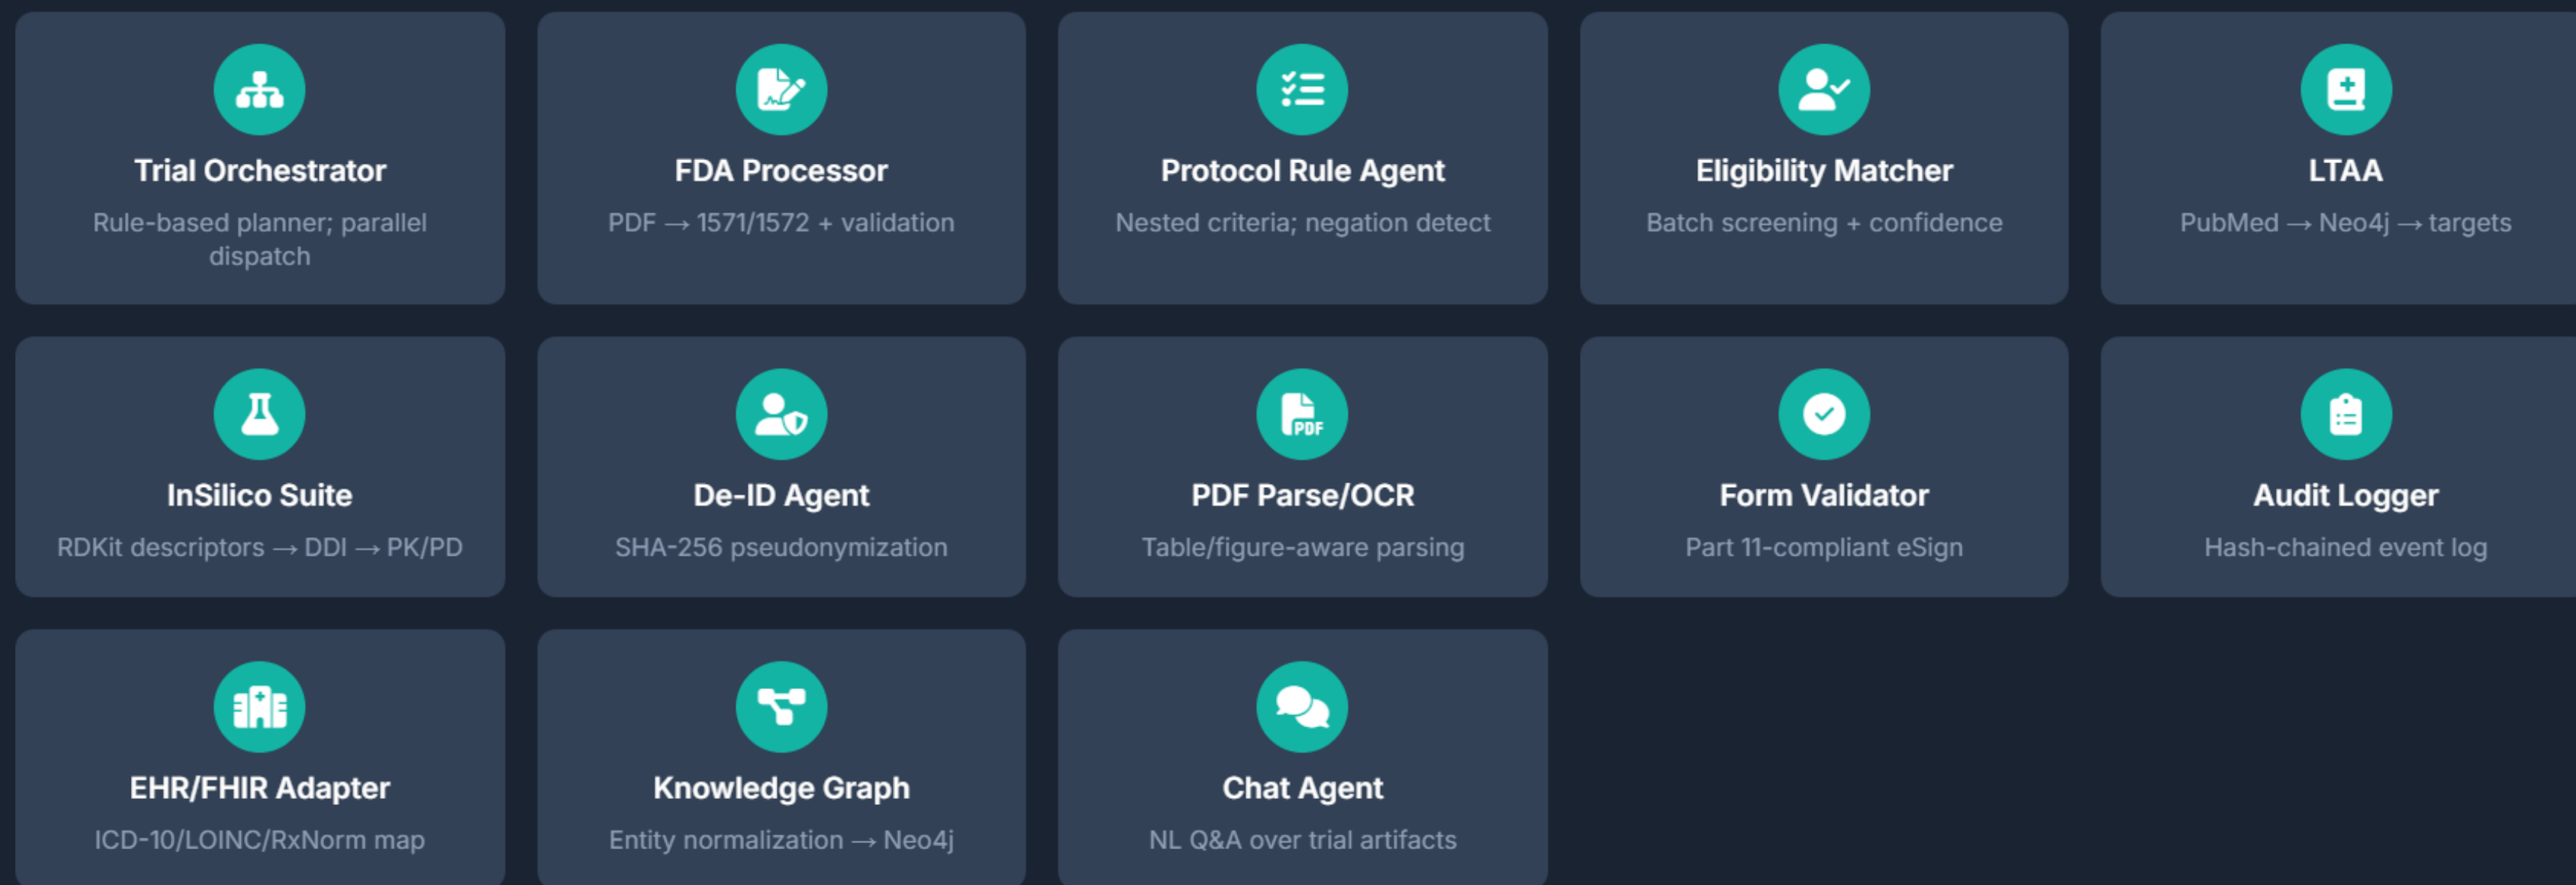 Trial Orchestrator
Rule-based planner; parallel
dispatch
FDA Processor
PDF → 1571/1572 + validation
Protocol Rule Agent
Nested criteria; negation detect
Eligibility Matcher
Batch screening + confidence
LTAA
PubMed → Neo4j → targets
InSilico Suite
RDKit descriptors → DDI → PK/PD
De-ID Agent
SHA-256 pseudonymization
PDF
PDF Parse/OCR
Table/figure-aware parsing
Form Validator
Part 11-compliant eSign
Audit Logger
Hash-chained event log
EHR/FHIR Adapter
ICD-10/LOINC/RxNorm map
Knowledge Graph
Entity normalization → Neo4j
Chat Agent
NL Q&A over trial artifacts